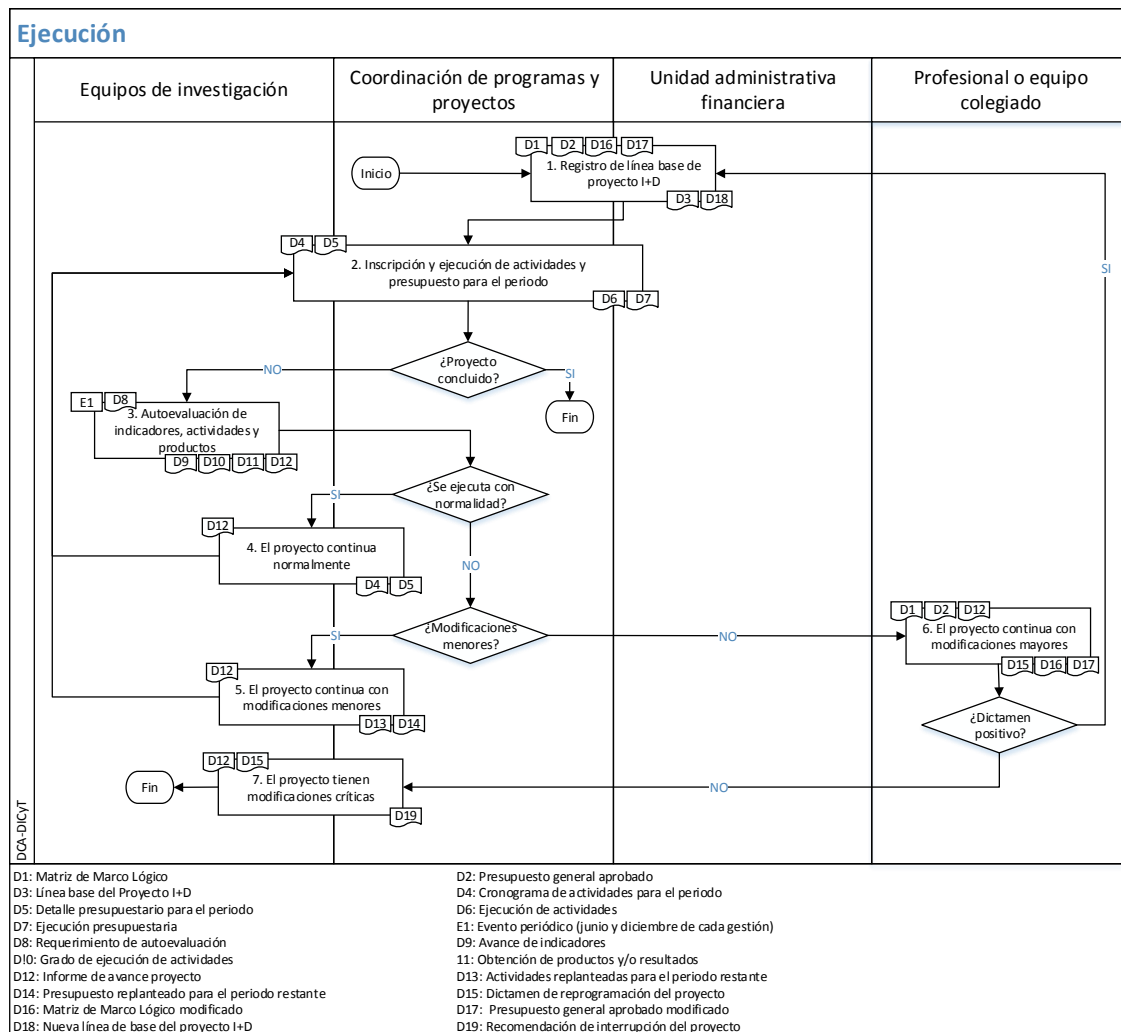 Ejecución
Equipos de investigación
Coordinación de programas y
proyectos
Unidad administrativa
financiera
Profesional o equipo
colegiado
DCA-DICyT
D1
D2
D16
D17
Inicio
1. Registro de línea base de
proyecto I+D
D3
D18
D4
D5
2. Inscripción y ejecución de actividades y
presupuesto para el periodo
D6
D7
SI
¿Proyecto
concluido?
NO
SI
Fin
E1
D8
3. Autoevaluación de
indicadores, actividades y
productos
D9
D10
D11
D12
¿Se ejecuta con
normalidad?
SI
NO
D12
4. El proyecto continua
normalmente
D4
D5
¿Modificaciones
menores?
SI
NO
D12
5. El proyecto continua con
modificaciones menores
D13
D14
D1
D2
D12
6. El proyecto continua con
modificaciones mayores
D15
D16
D17
¿Dictamen
positivo?
NO
D12
D15
7. El proyecto tienen
modificaciones críticas
D19
Fin
D1: Matriz de Marco Lógico
D2: Presupuesto general aprobado
D3: Línea base del Proyecto I+D
D4: Cronograma de actividades para el periodo
D5: Detalle presupuestario para el periodo
D6: Ejecución de actividades
D7: Ejecución presupuestaria
E1: Evento periódico (junio y diciembre de cada gestión)
D8: Requerimiento de autoevaluación
D9: Avance de indicadores
D!0: Grado de ejecución de actividades
11: Obtención de productos y/o resultados
D12: Informe de avance proyecto
D13: Actividades replanteadas para el periodo restante
D14: Presupuesto replanteado para el periodo restante
D15: Dictamen de reprogramación del proyecto
D16: Matriz de Marco Lógico modificado
D17: Presupuesto general aprobado modificado
D18: Nueva línea de base del proyecto I+D
D19: Recomendación de interrupción del proyecto